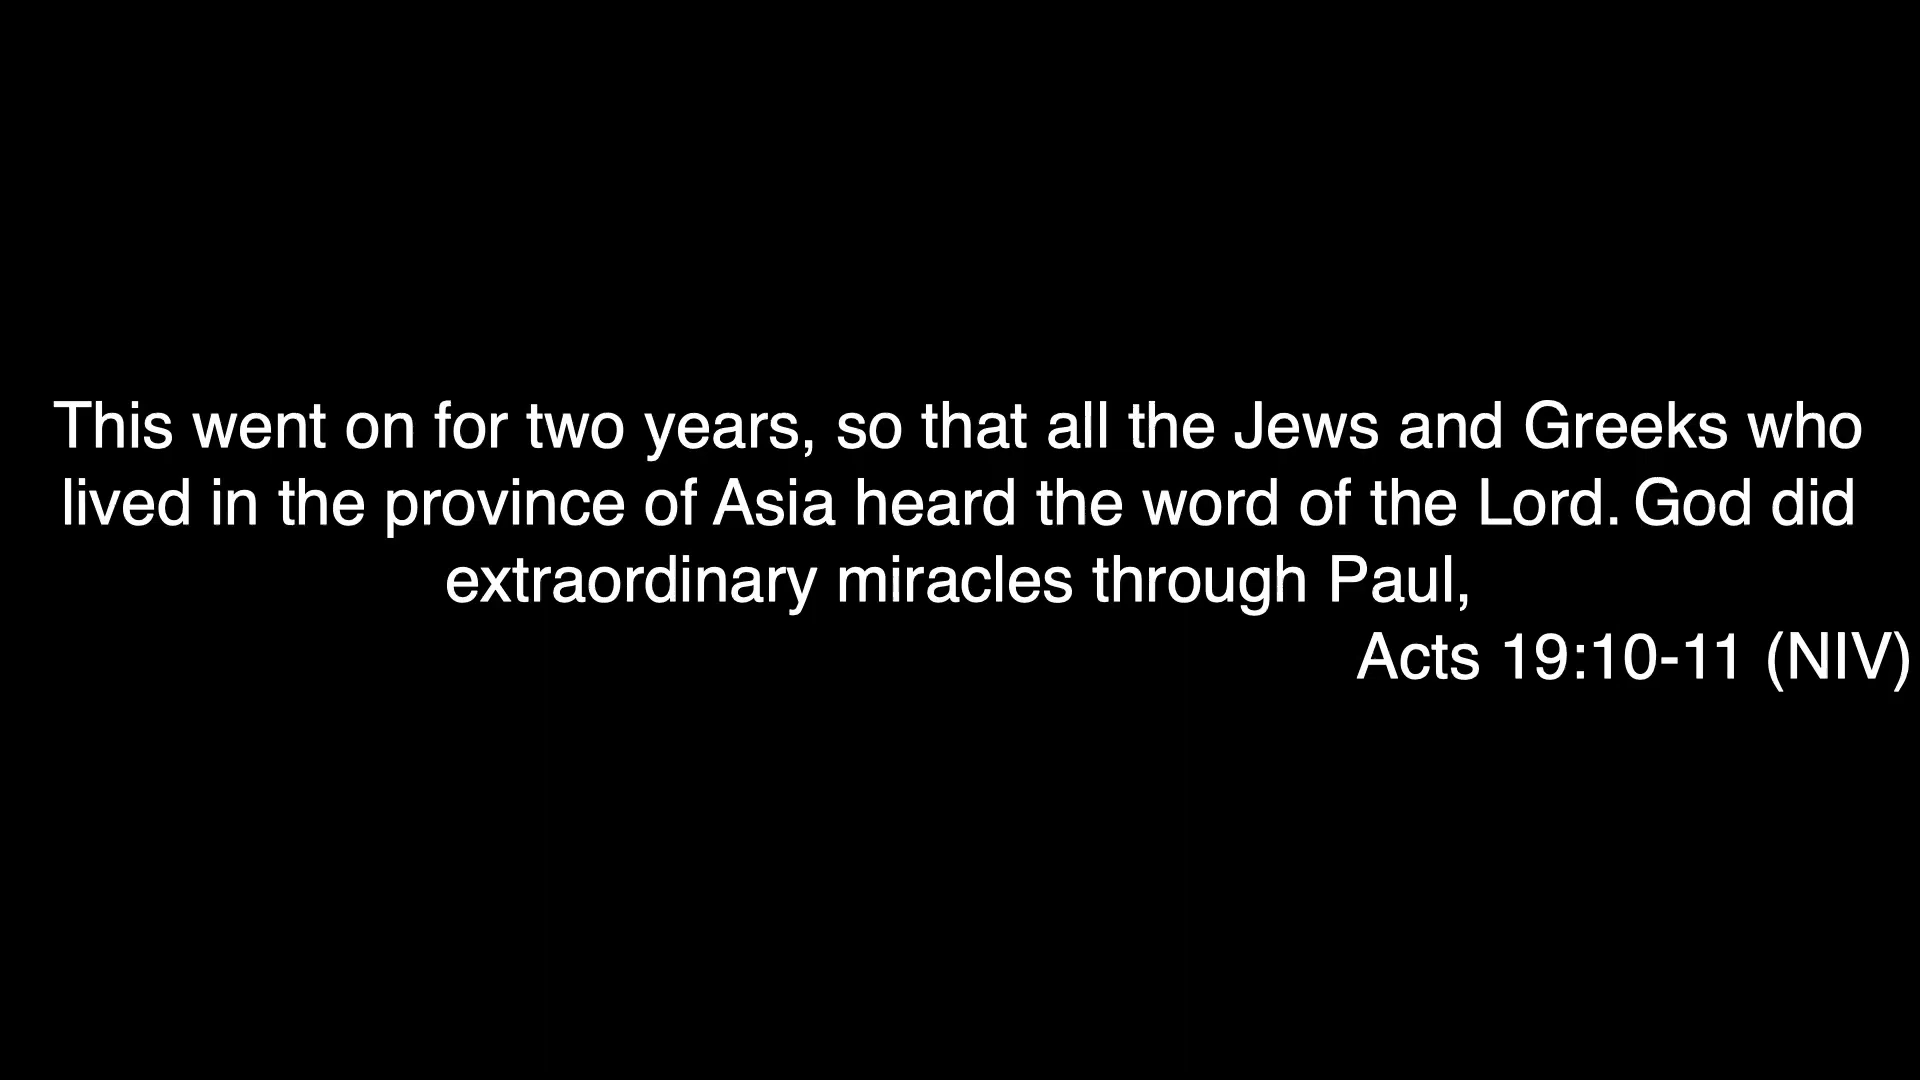 This went on for two years, so that all the Jews and Greeks who
lived in the province of Asia heard the word of the Lord. God did
extraordinary miracles through Paul,
Acts 19:10-11 (NIV)